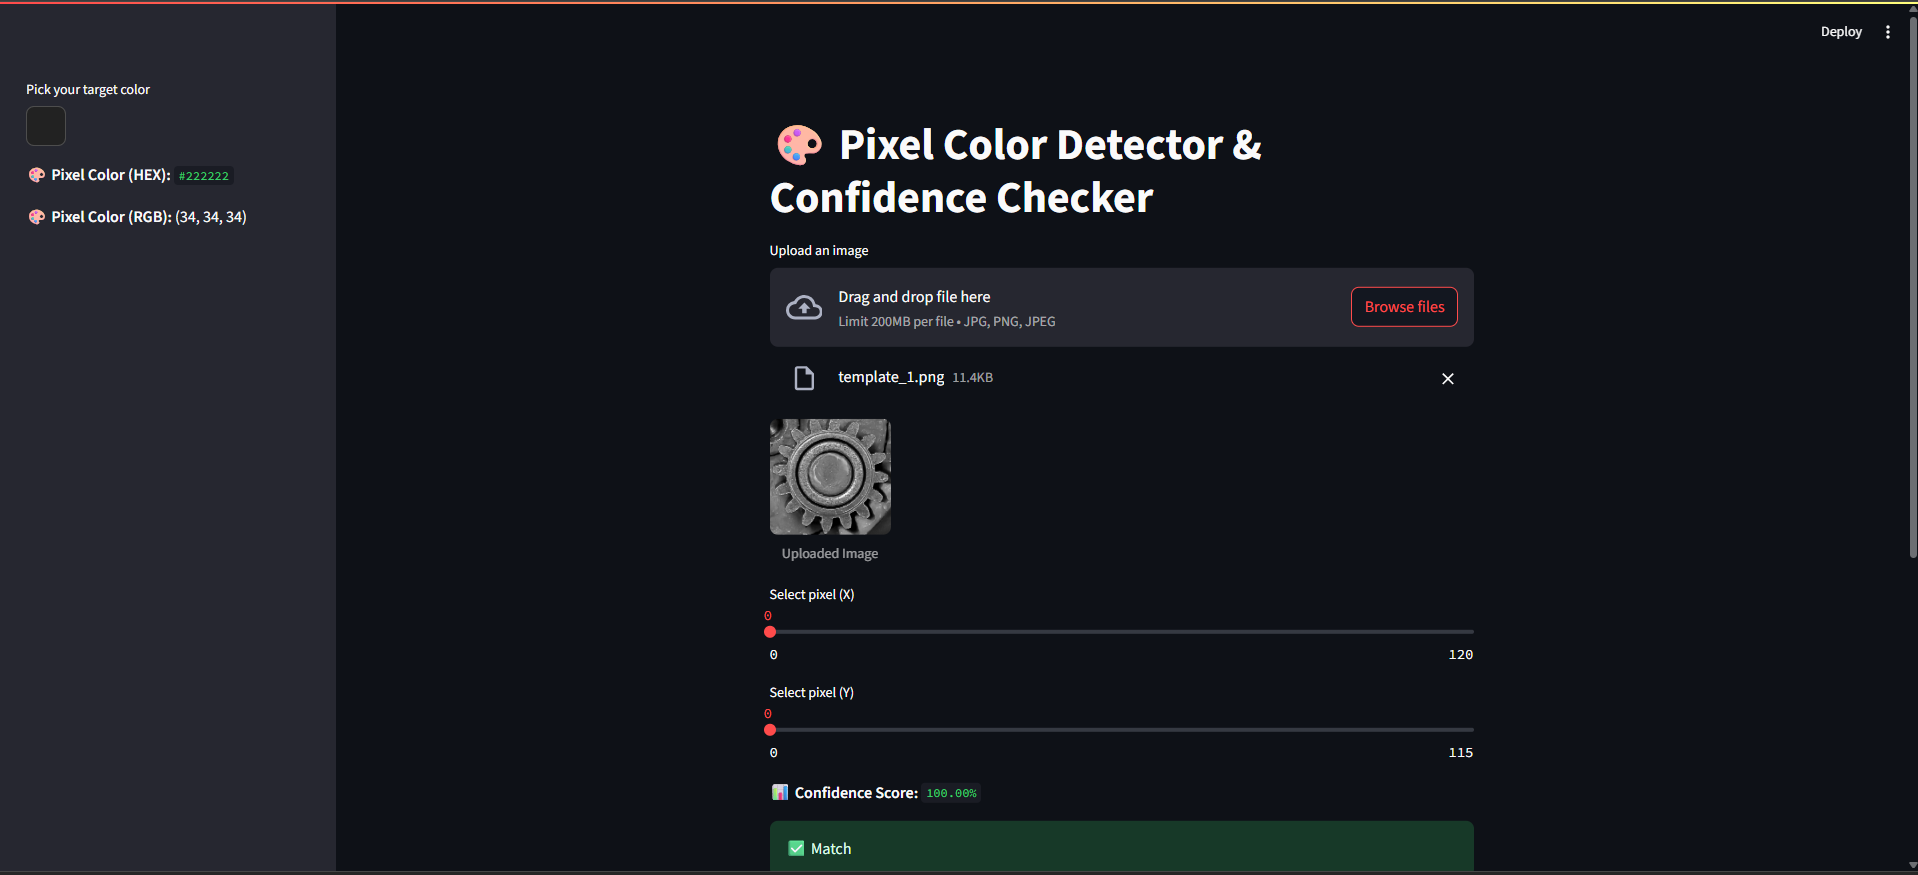 Deploy
Pick your target color
🎨 Pixel Color (HEX): #222222
🎨 Pixel Color (RGB): (34, 34, 34)
🎨 Pixel Color Detector &
Confidence Checker
Upload an image
Drag and drop file here
Limit 200MB per file • JPG, PNG, JPEG
Browse files
template_1.png 11.4KB
Uploaded Image
Select pixel (X)
0
0 120
Select pixel (Y)
0
0 115
📊 Confidence Score: 100.00%
✅ Match